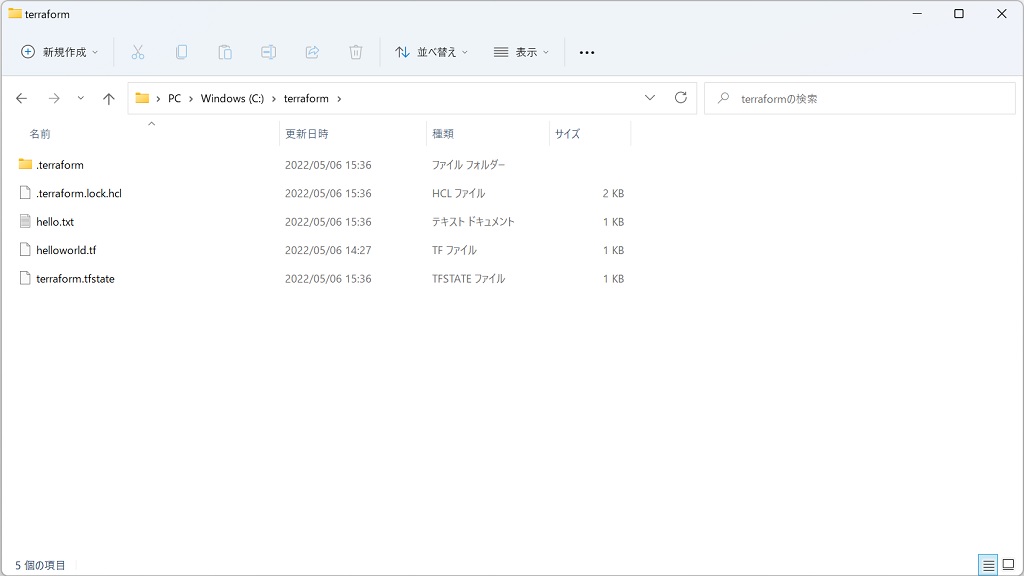 terraform
新規作成 並べ替え 表示
PC Windows (C:) terraform terraformの検索
名前 更新日時 種類 サイズ
.terraform 2022/05/06 15:36 ファイル フォルダー
.terraform.lock.hcl 2022/05/06 15:36 HCL ファイル 2 KB
hello.txt 2022/05/06 15:36 テキスト ドキュメント 1 KB
helloworld.tf 2022/05/06 14:27 TF ファイル 1 KB
terraform.tfstate 2022/05/06 15:36 TFSTATE ファイル 1 KB
5 個の項目